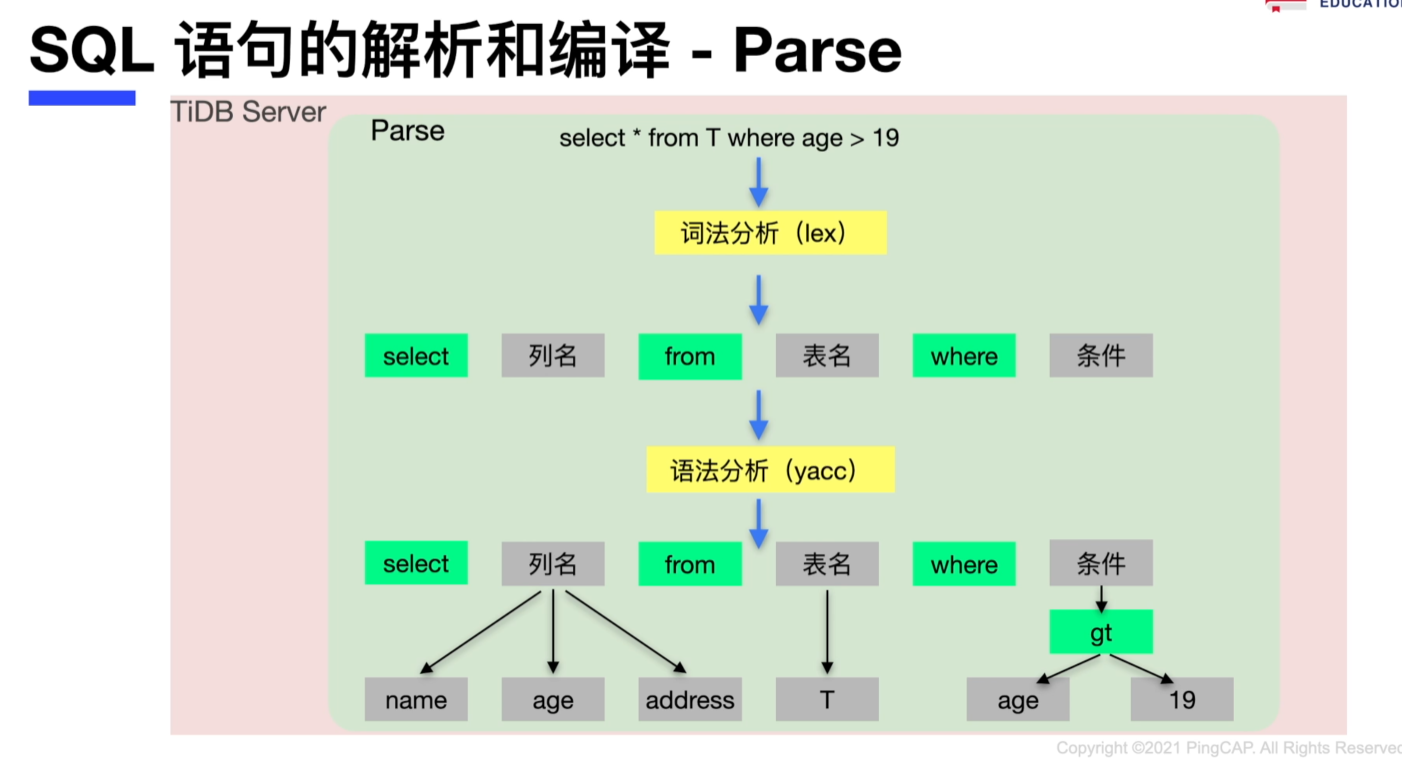 EDUCATIO
SQL 语句的解析和编译 - Parse
TiDB Server
Parse
select * from T where age > 19
词法分析（lex）
select 列名 from 表名 where 条件
语法分析（yacc）
select 列名 from 表名 where 条件
gt
name age address T age 19
Copyright ©2021 PingCAP. All Rights Reserved